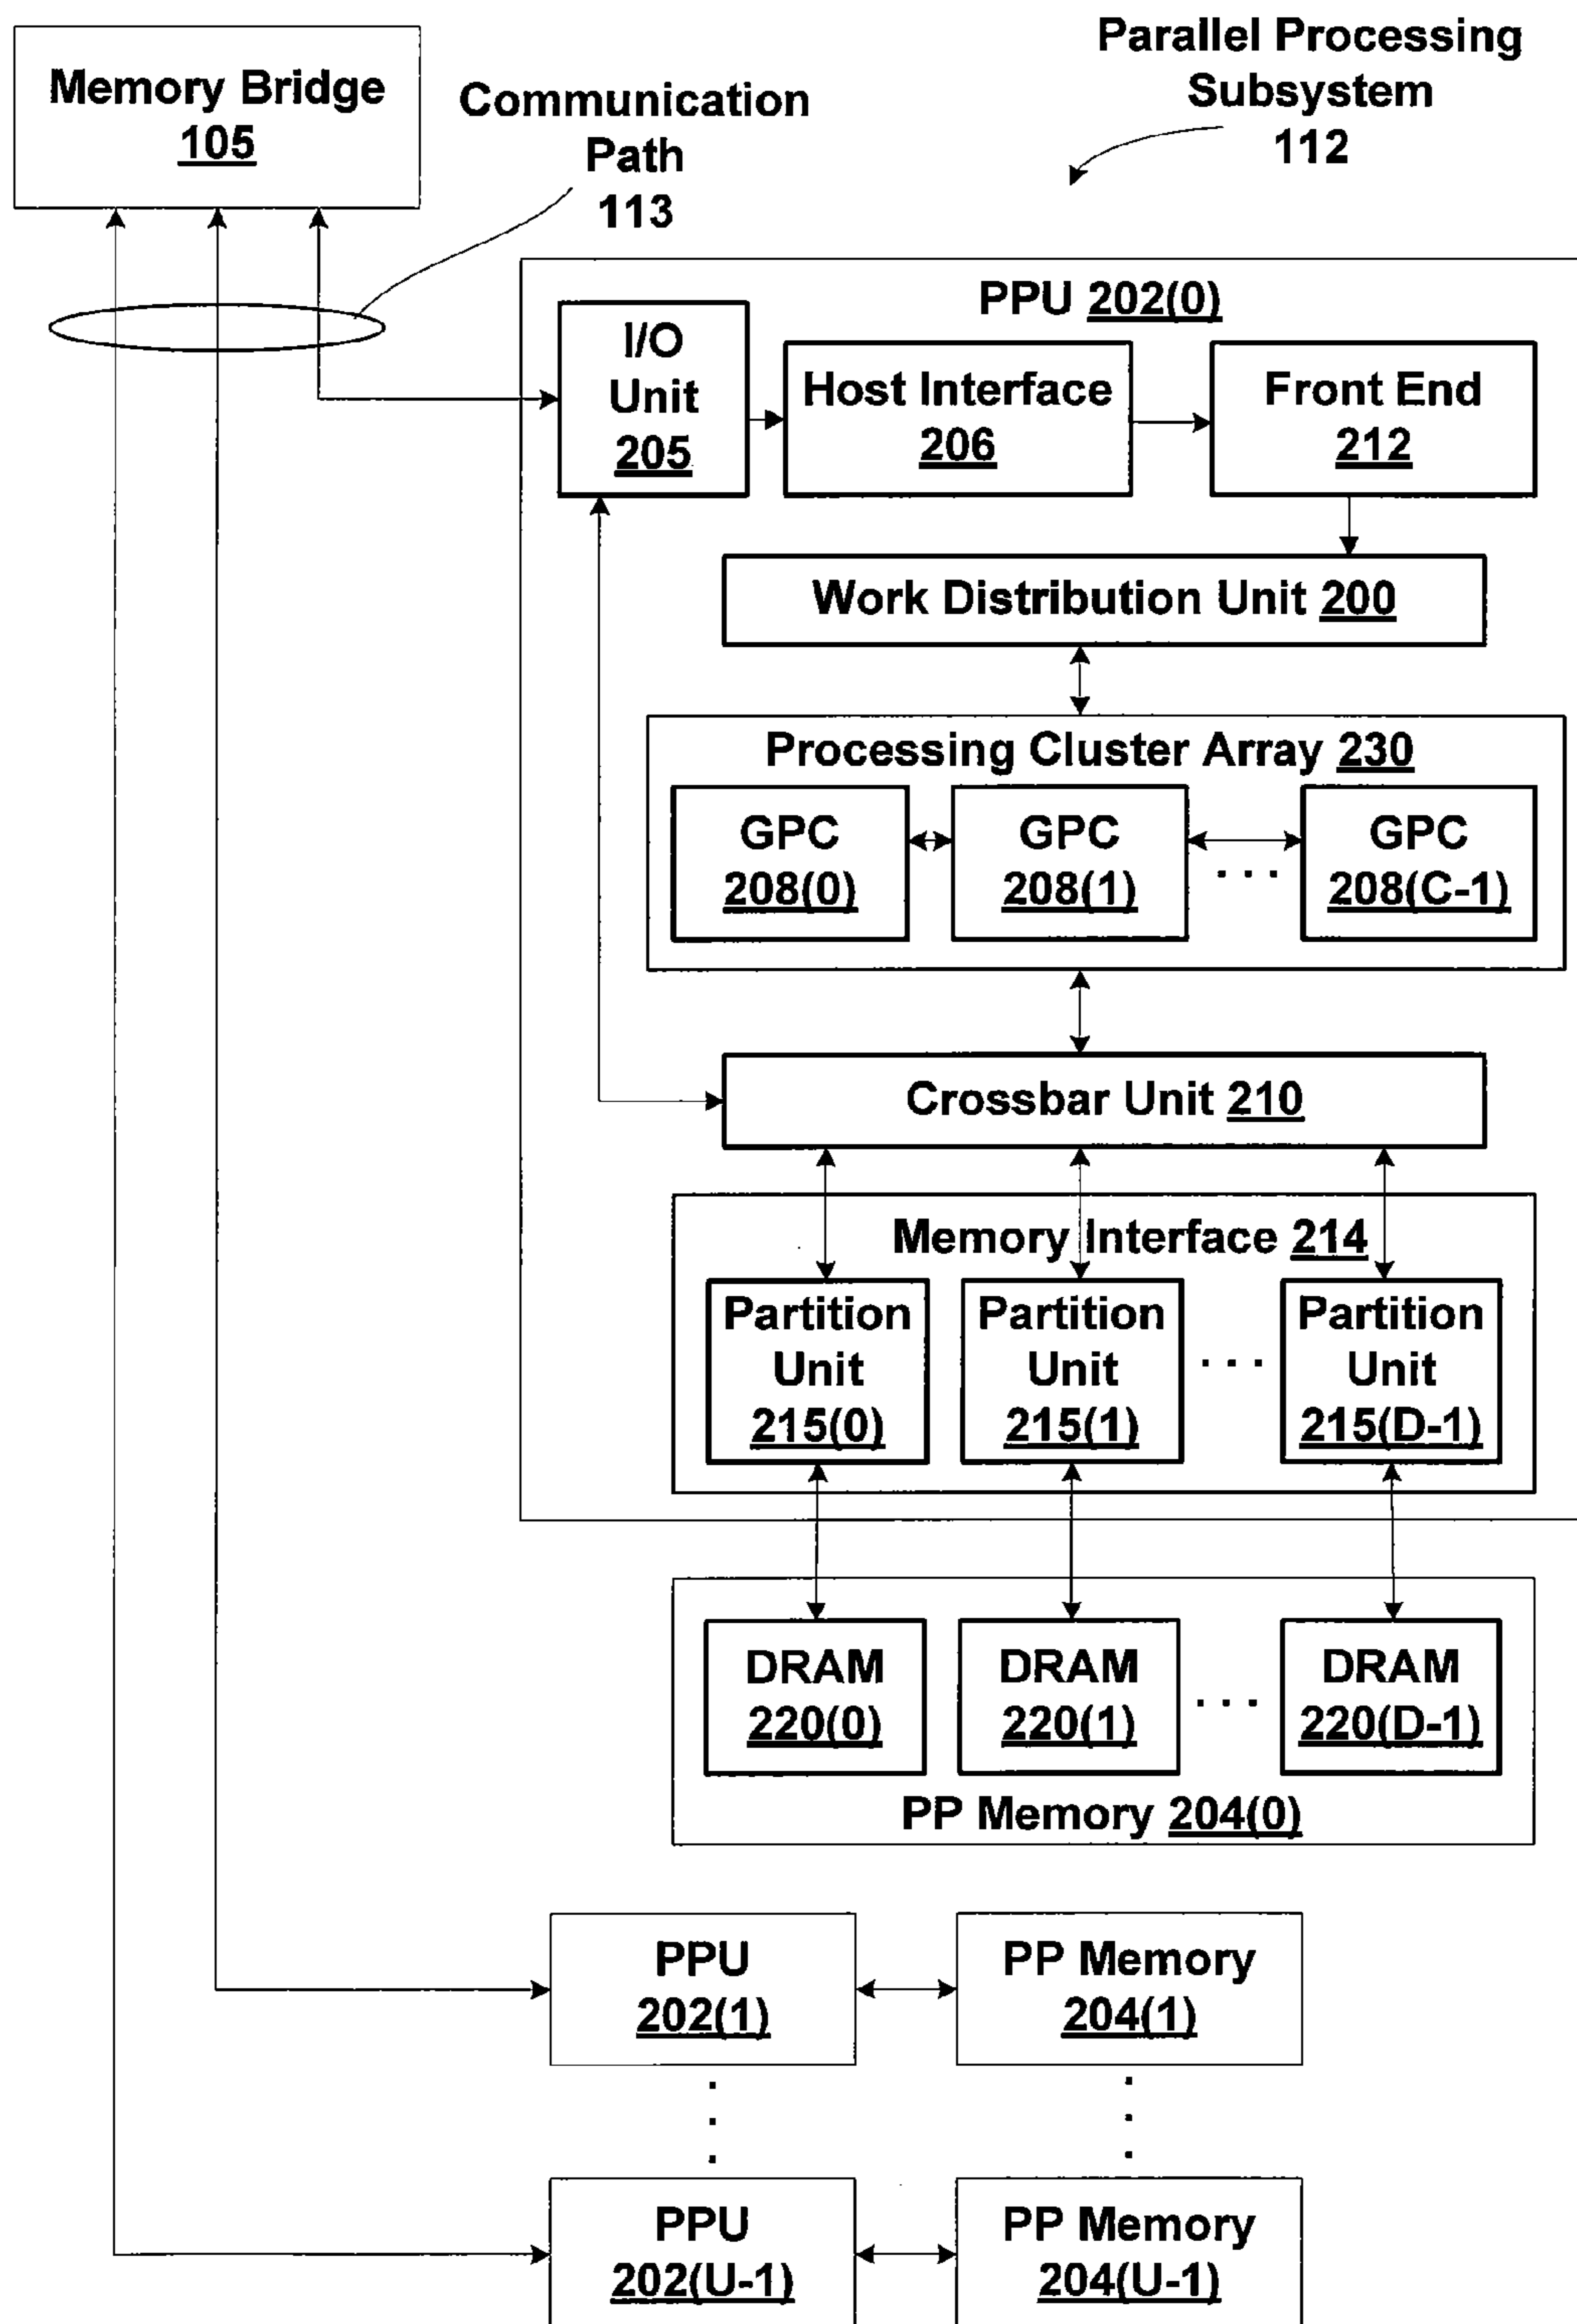 Parallel Processing
Subsystem
112
Memory Bridge
105
Communication
Path
113
PPU 202(0)
I/O
Unit
205
Host Interface
206
Front End
212
Work Distribution Unit 200
Processing Cluster Array 230
GPC
208(0)
GPC
208(1)
. . .
GPC
208(C-1)
Crossbar Unit 210
Memory Interface 214
Partition
Unit
215(0)
Partition
Unit
215(1)
. . .
Partition
Unit
215(D-1)
DRAM
220(0)
DRAM
220(1)
. . .
DRAM
220(D-1)
PP Memory 204(0)
PPU
202(1)
PP Memory
204(1)
PPU
202(U-1)
PP Memory
204(U-1)